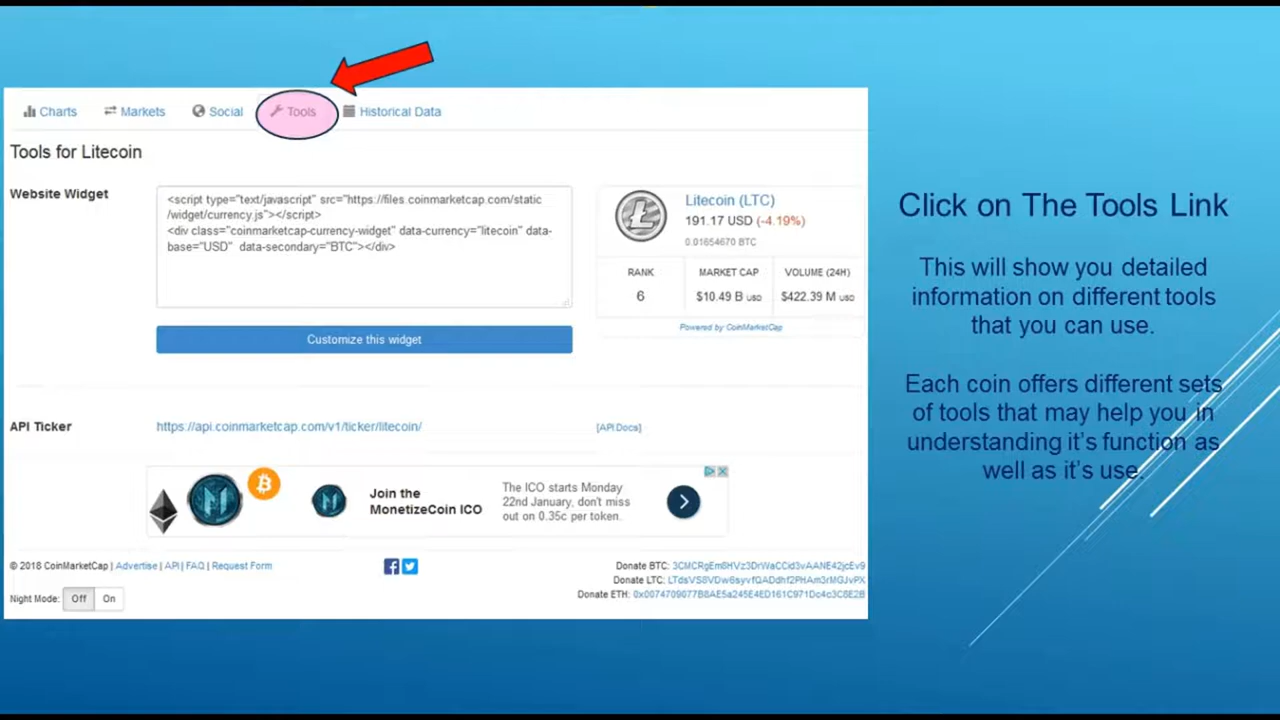 Charts Markets Social Tools Historical Data
Tools for Litecoin
Website Widget
<script type="text/javascript" src="https://files.coinmarketcap.com/static
/widget/currency.js"></script>
<div class="coinmarketcap-currency-widget" data-currency="litecoin" data-
base="USD" data-secondary="BTC"></div>
Customize this widget
Litecoin (LTC)
191.17 USD (-4.19%)
0.01654670 BTC
RANK MARKET CAP VOLUME (24H)
6 $10.49 B USD $422.39 M USD
Powered by CoinMarketCap
API Ticker https://api.coinmarketcap.com/v1/ticker/litecoin/ [API Docs]
Join the
MonetizeCoin ICO
The ICO starts Monday
22nd January, don't miss
out on 0.35c per token.
© 2018 CoinMarketCap | Advertise | API | FAQ | Request Form
Donate BTC:
Donate LTC:
Donate ETH:
Night Mode: Off On
Click on The Tools Link
This will show you detailed
information on different tools
that you can use.
Each coin offers different sets
of tools that may help you in
understanding it's function as
well as it's use.